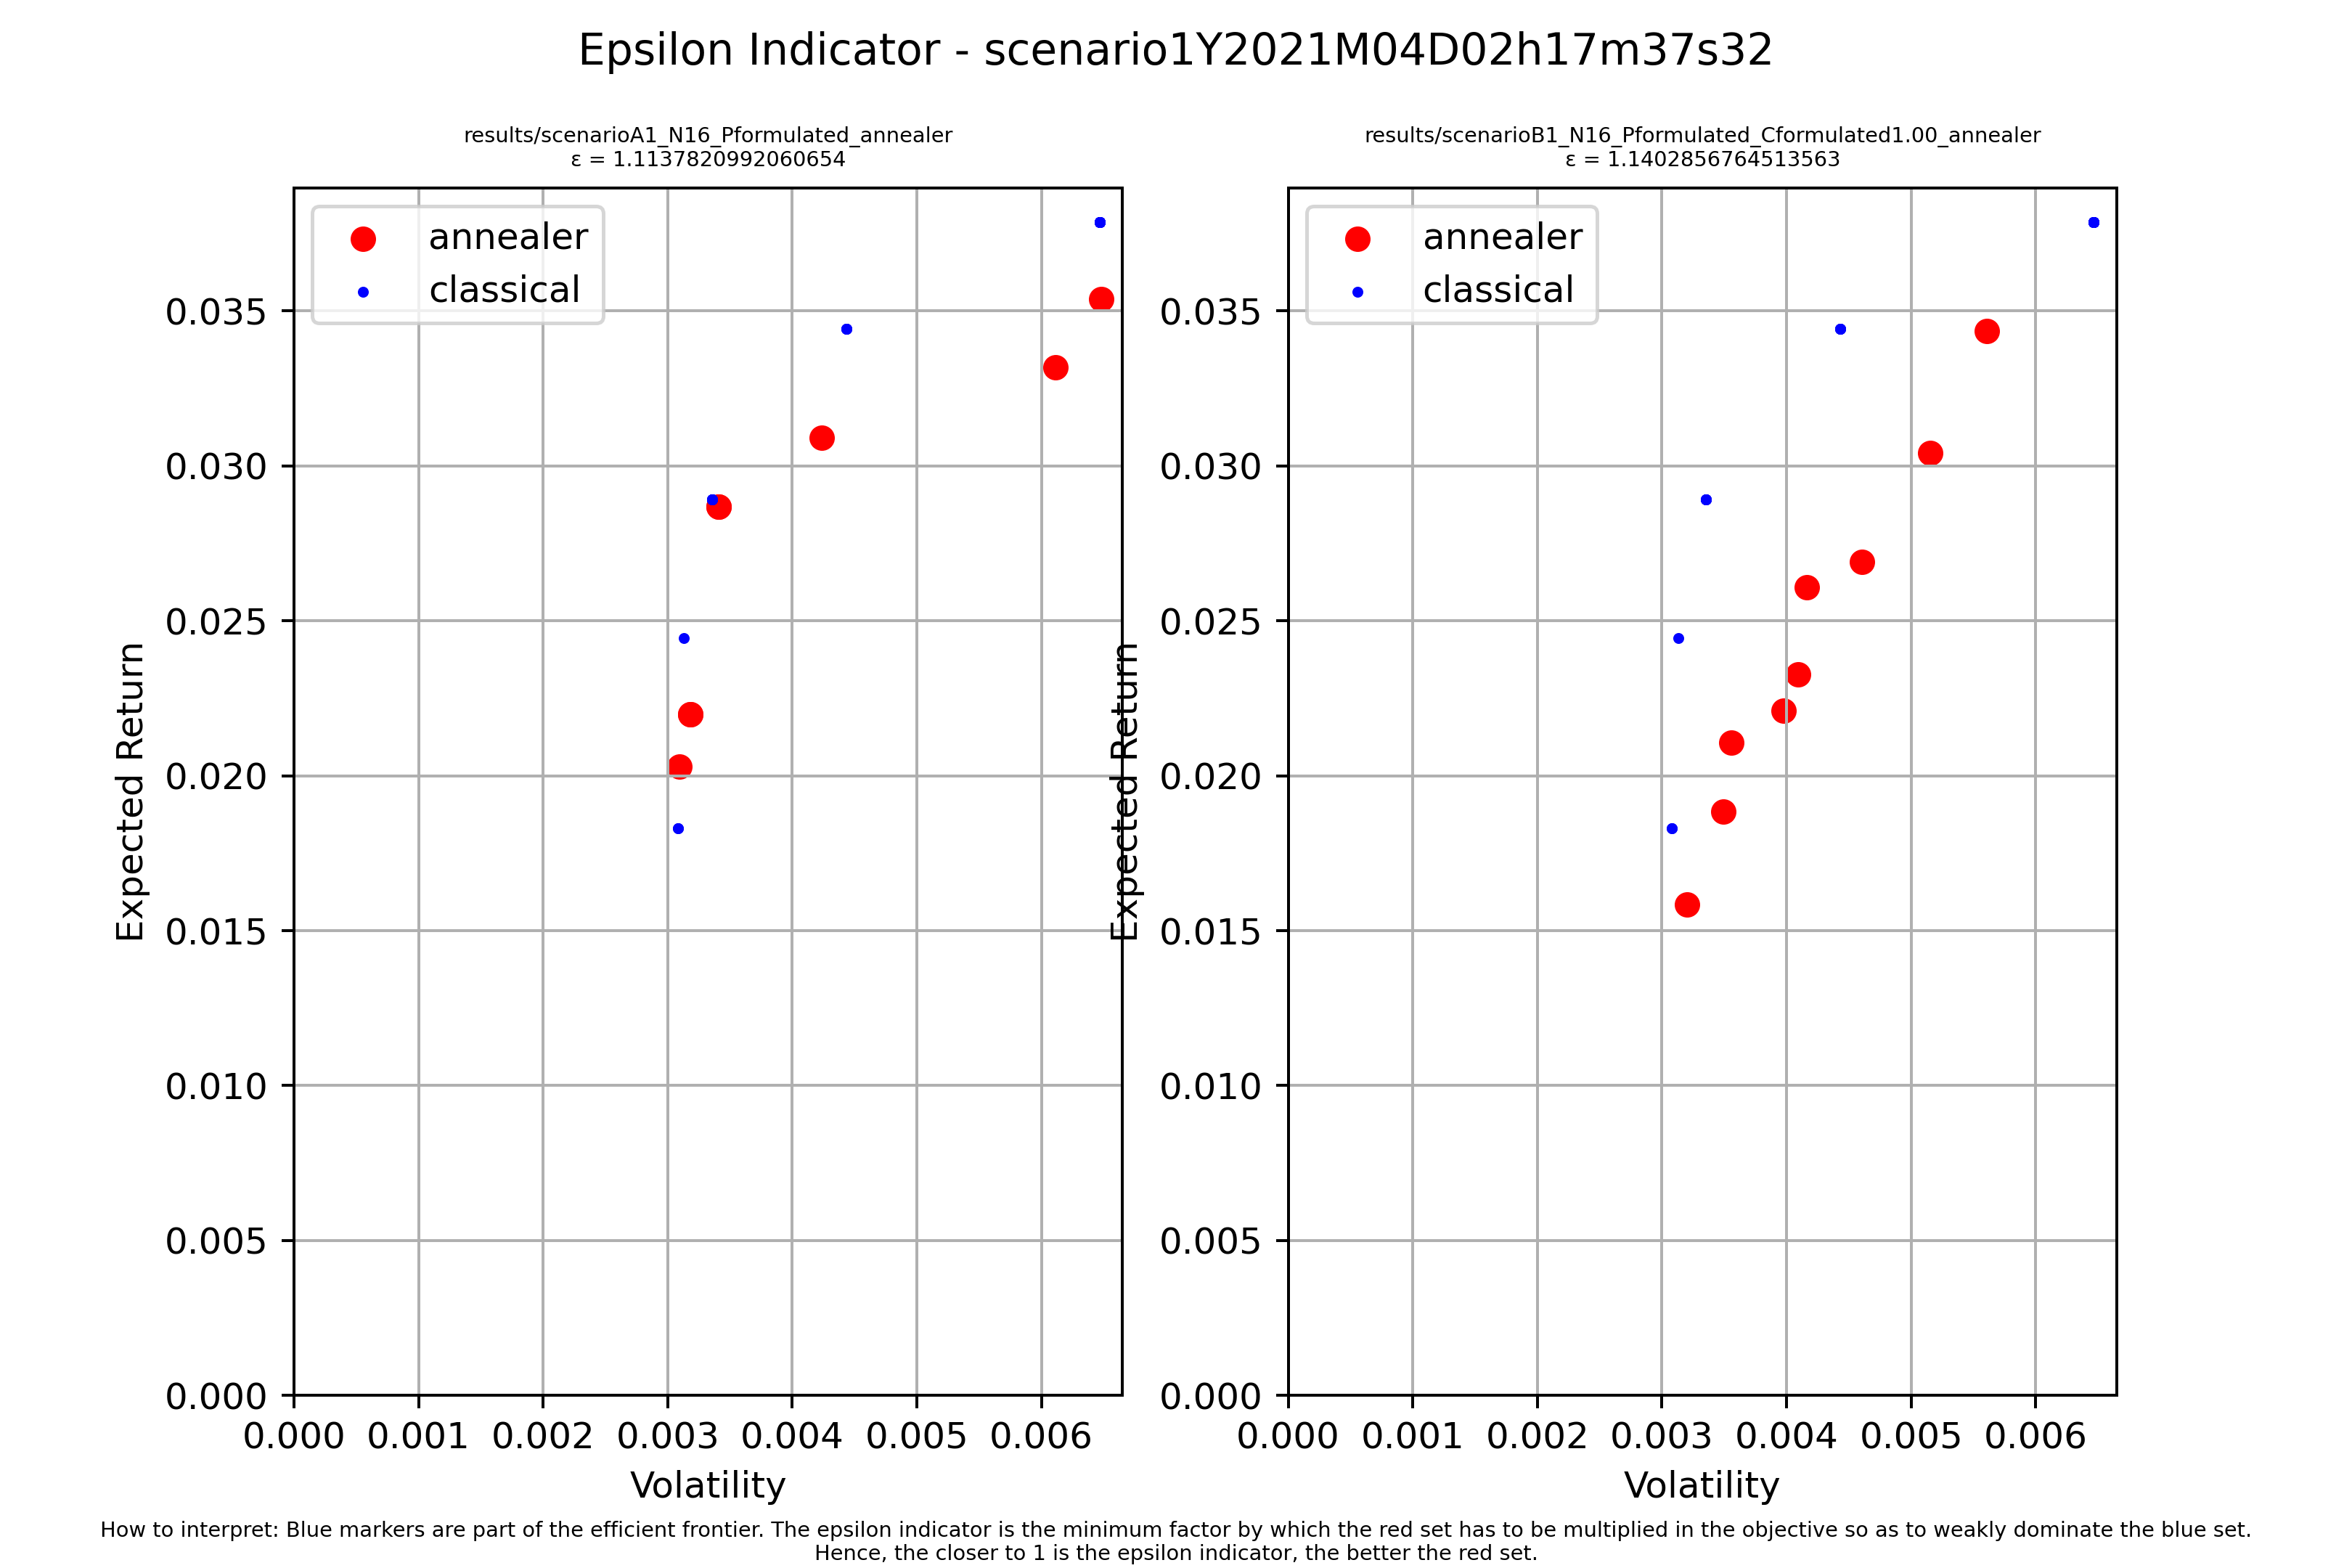 Epsilon Indicator - scenario1Y2021M04D02h17m37s32
results/scenarioA1_N16_Pformulated_annealer
ε = 1.1137820992060654
annealer
classical
0.035
0.030
0.025
0.020
0.015
0.010
0.005
0.000
Expected Return
0.000 0.001 0.002 0.003 0.004 0.005 0.006
Volatility
results/scenarioB1_N16_Pformulated_Cformulated1.00_annealer
ε = 1.1402856764513563
annealer
classical
0.035
0.030
0.025
0.020
0.015
0.010
0.005
0.000
Expected Return
0.000 0.001 0.002 0.003 0.004 0.005 0.006
Volatility
How to interpret: Blue markers are part of the efficient frontier. The epsilon indicator is the minimum factor by which the red set has to be multiplied in the objective so as to weakly dominate the blue set.
Hence, the closer to 1 is the epsilon indicator, the better the red set.